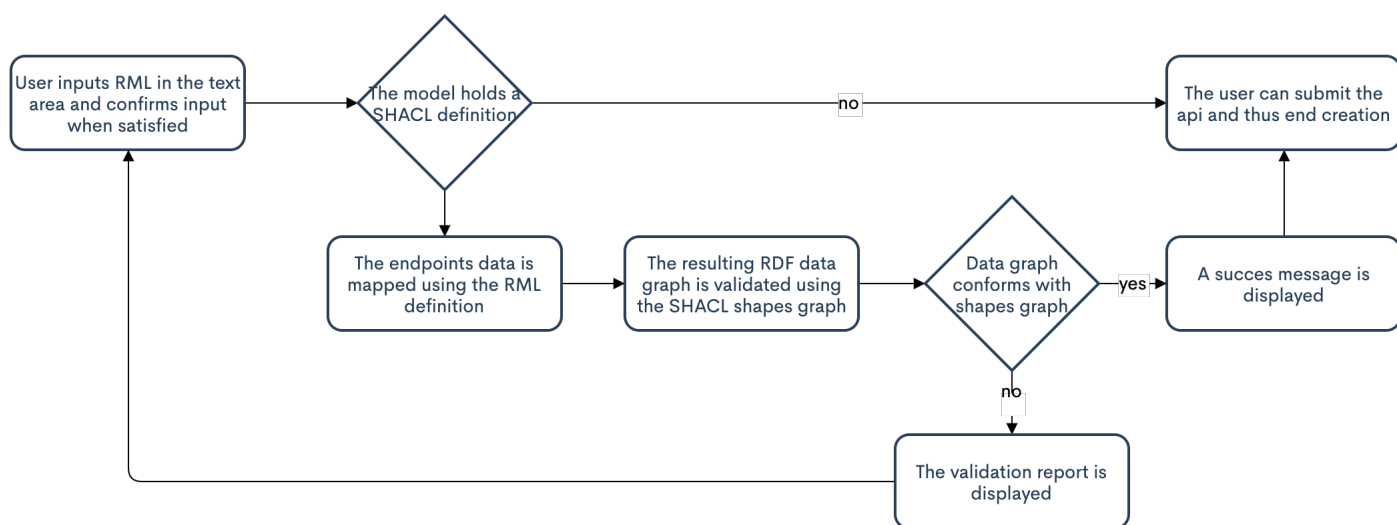 User inputs RML in the text
area and confirms input
when satisfied
The model holds a
SHACL definition
no
The user can submit the
api and thus end creation
The endpoints data is
mapped using the RML
definition
The resulting RDF data
graph is validated using
the SHACL shapes graph
Data graph
conforms with
shapes graph
yes
A succes message is
displayed
no
The validation report is
displayed